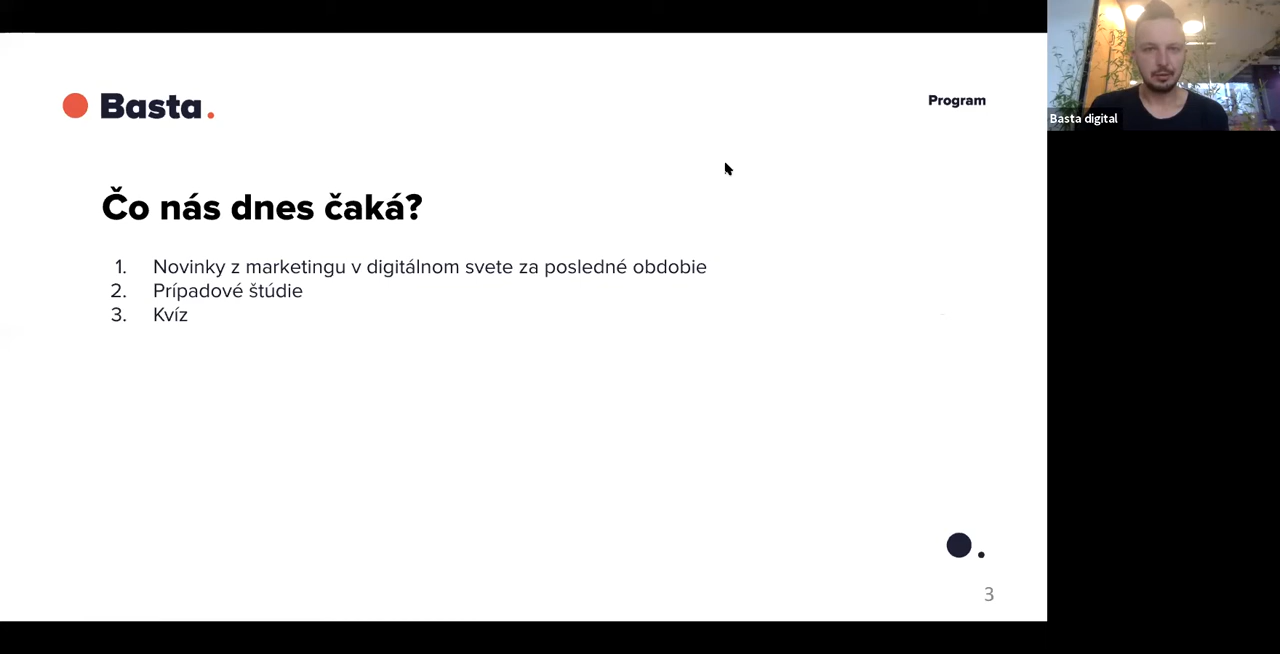 Basta.
Program
Basta digital
Čo nás dnes čaká?
1. Novinky z marketingu v digitálnom svete za posledné obdobie
2. Prípadové štúdie
3. Kvíz
3